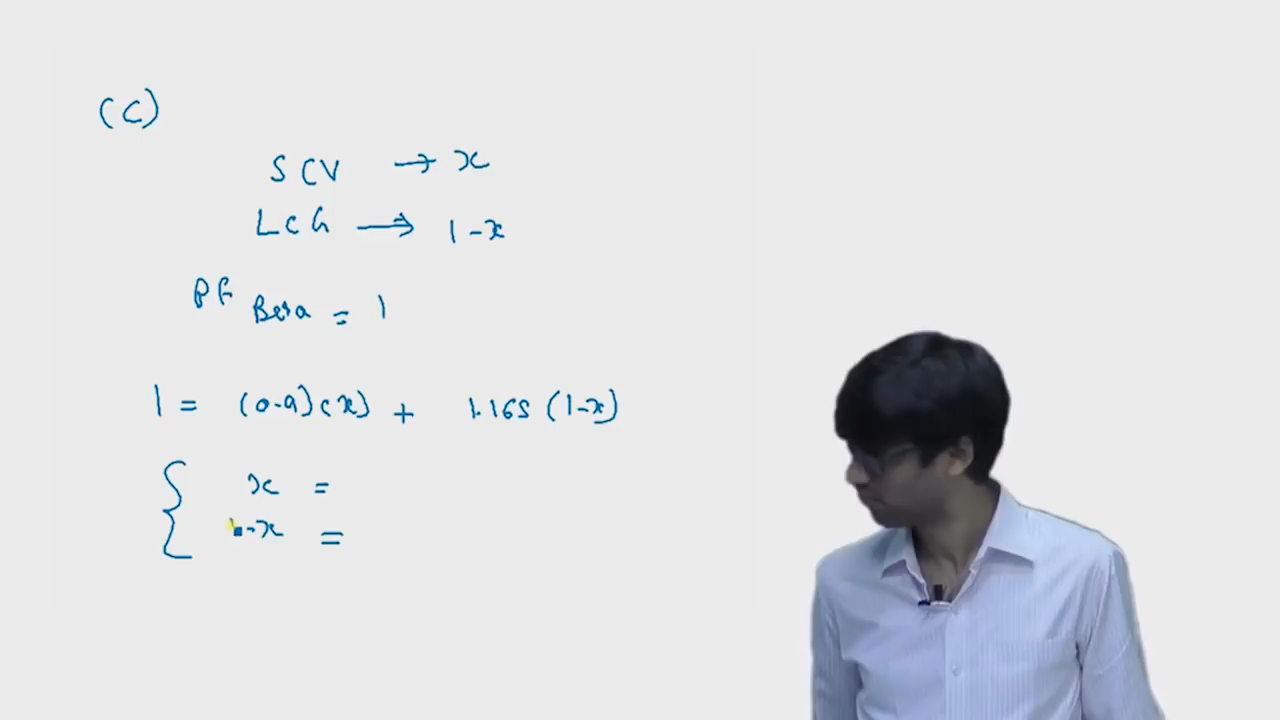 (C)
SCV → x
LCG → 1-x
PF Beta = 1
1 = (0.9)(x) + 1.165 (1-x)
x =
1-x =